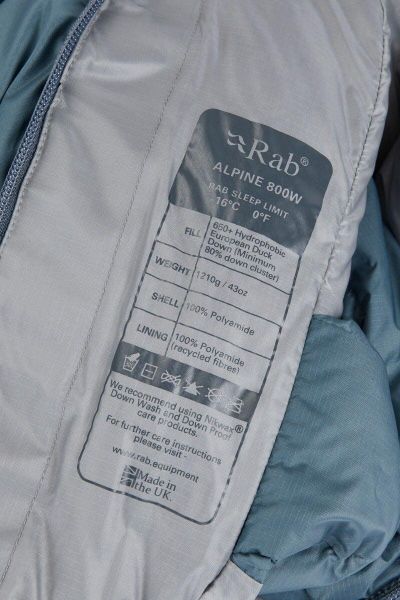 Rab®
ALPINE 800W
RAB SLEEP LIMIT
-16°C 0°F
FILL
650+ Hydrophobic
European Duck
Down (Minimum
80% down cluster)
WEIGHT
1210g / 43oz
SHELL
100% Polyamide
LINING
100% Polyamide
(recycled fibres)
We recommend using Nikwax®
Down Wash and Down Proof
care products.
For further care instructions
please visit -
www.rab.equipment
Made in
the UK.